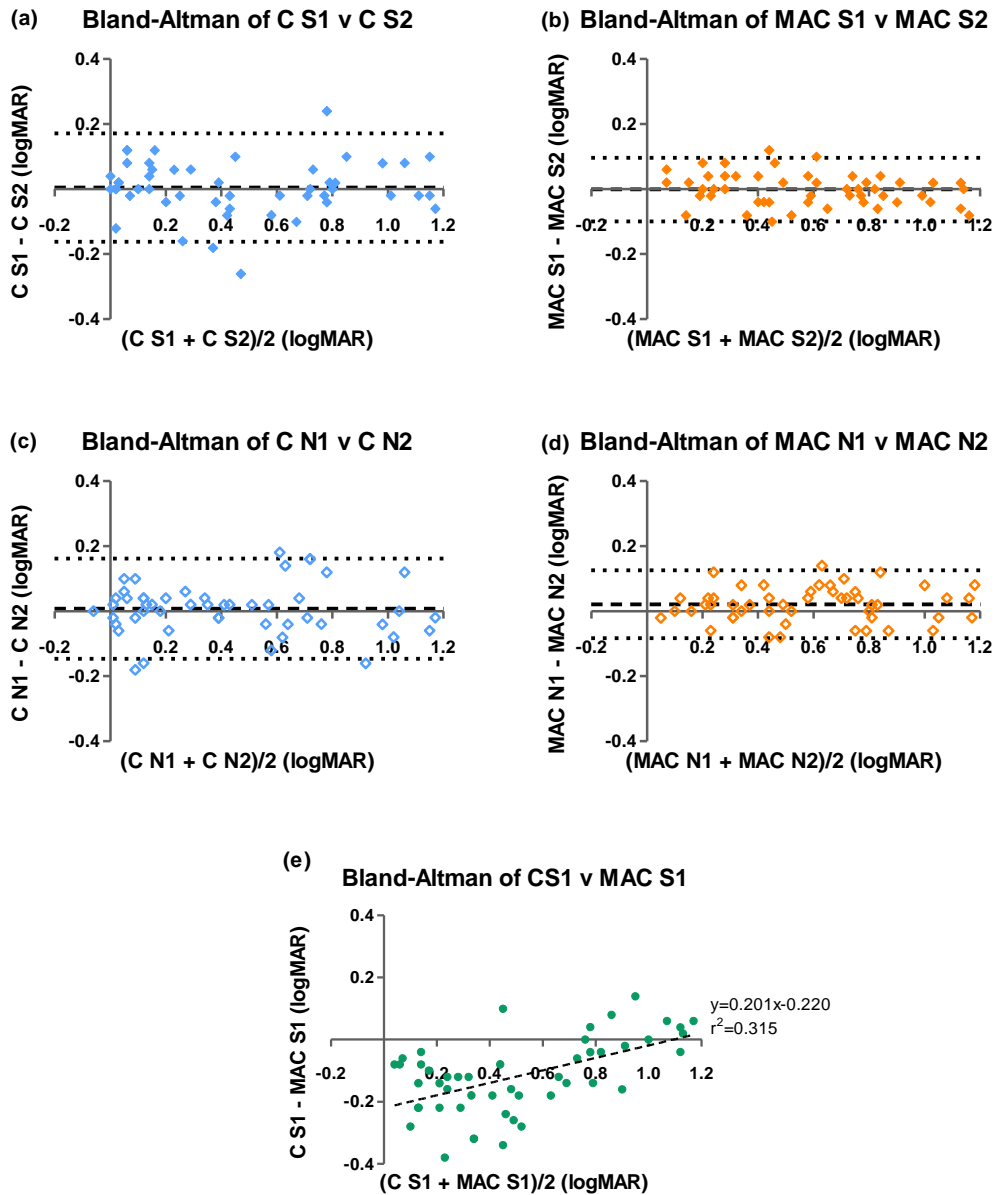 (a) Bland-Altman of C S1 v C S2
C S1 - C S2 (logMAR)
0.4
0.2
0
-0.2
-0.4
-0.2 0 0.2 0.4 0.6 0.8 1.0 1.2
(C S1 + C S2)/2 (logMAR)
(b) Bland-Altman of MAC S1 v MAC S2
MAC S1 - MAC S2 (logMAR)
0.4
0.2
0
-0.2
-0.4
-0.2 0 0.2 0.4 0.6 0.8 1.0 1.2
(MAC S1 + MAC S2)/2 (logMAR)
(c) Bland-Altman of C N1 v C N2
C N1 - C N2 (logMAR)
0.4
0.2
0
-0.2
-0.4
-0.2 0 0.2 0.4 0.6 0.8 1.0 1.2
(C N1 + C N2)/2 (logMAR)
(d) Bland-Altman of MAC N1 v MAC N2
MAC N1 - MAC N2 (logMAR)
0.4
0.2
0
-0.2
-0.4
-0.2 0 0.2 0.4 0.6 0.8 1.0 1.2
(MAC N1 + MAC N2)/2 (logMAR)
(e)
Bland-Altman of CS1 v MAC S1
C S1 - MAC S1 (logMAR)
0.4
0.2
0
-0.2
-0.4
-0.2 0 0.2 0.4 0.6 0.8 1.0 1.2
y=0.201x-0.220
r²=0.315
(C S1 + MAC S1)/2 (logMAR)